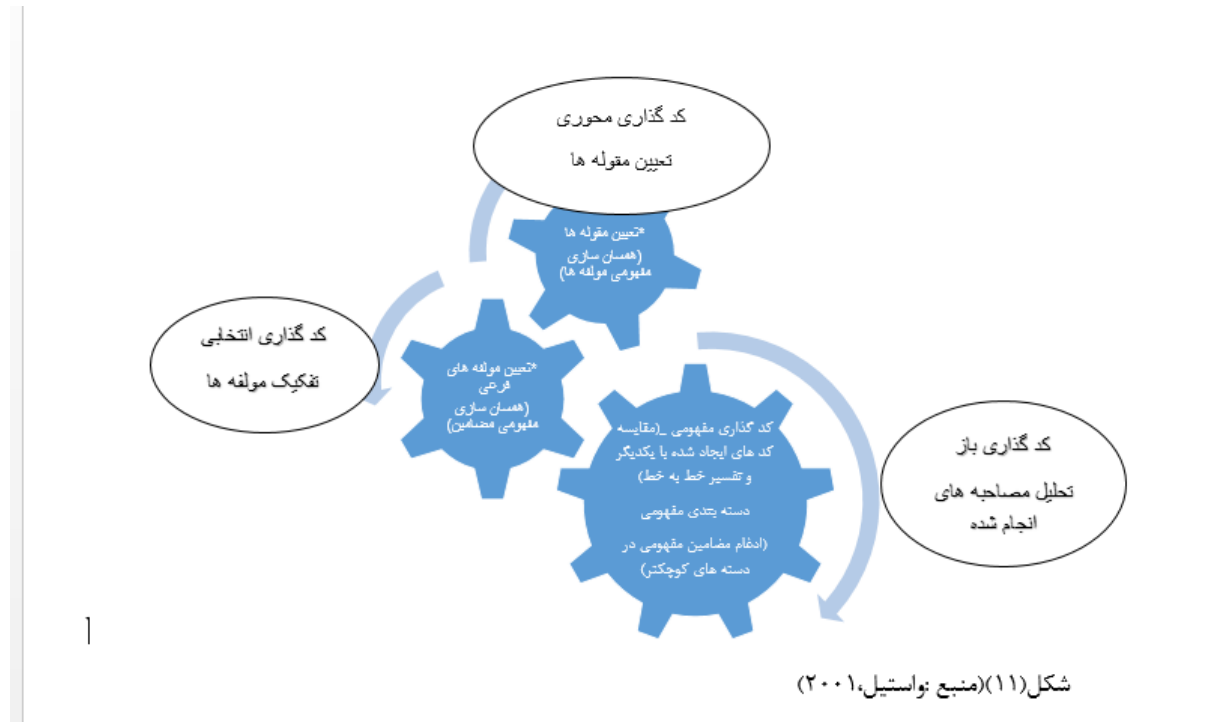 کد گذاری محوری
تعیین مقوله ها
*تعیین مقوله ها
(همسان سازی
مفهومی مولفه ها)
کد گذاری انتخابی
تفکیک مولفه ها
*تعیین مولفه های
فرعی
(همسان سازی
مفهومی مضامین)
کد گذاری مفهومی _(مقایسه
کد های ایجاد شده با یکدیگر
و تفسیر خط به خط)
دسته بندی مفهومی
(ادغام مضامین مفهومی در
دسته های کوچکتر)
کد گذاری باز
تحلیل مصاحبه های
انجام شده
شکل(۱۱)(منبع :واستیل،۲۰۰۱)